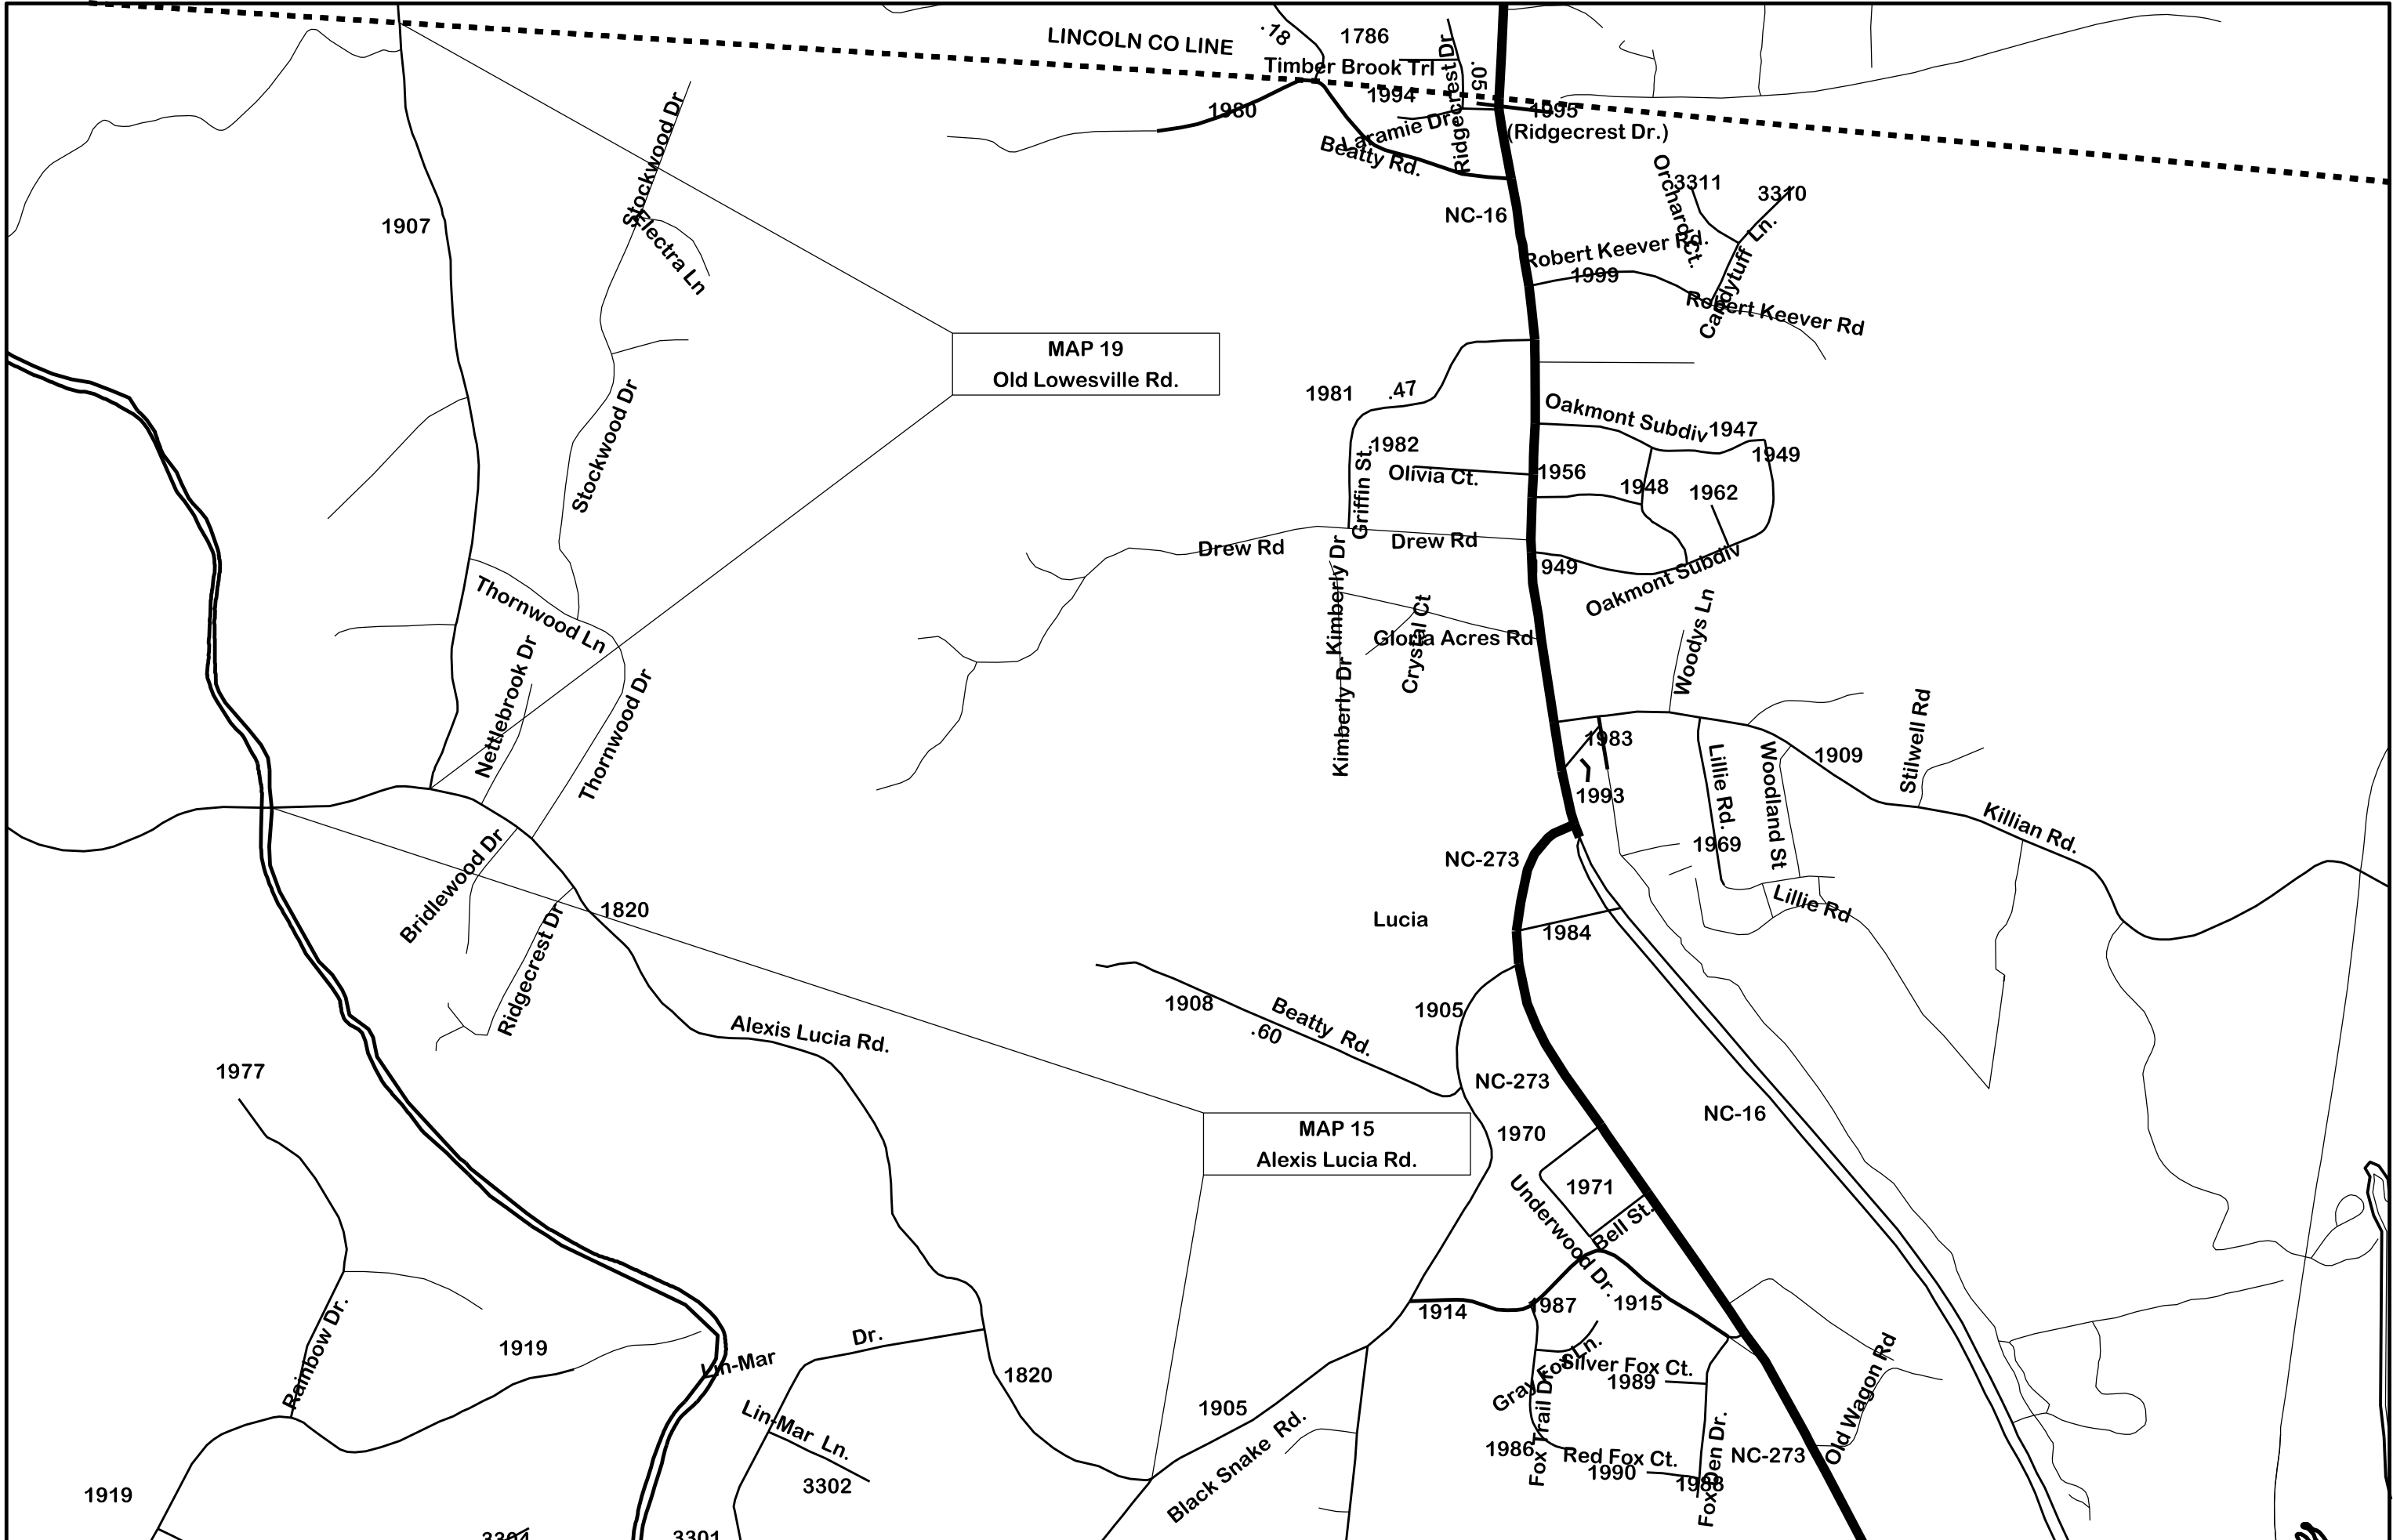 LINCOLN CO LINE
.18
1786
Timber Brook Trl
Ridgecrest Dr
.05
1980
1994
1995
Laramie Dr.
(Ridgecrest Dr.)
Beatty Rd.
Stockwood Dr
Electra Ln
1907
NC-16
Orchard Ct.
3311
3310
Candytuff Ln.
Robert Keever Rd.
1999
Robert Keever Rd
MAP 19
Old Lowesville Rd.
1981
.47
Oakmont Subdiv
1947
1949
1982
Griffin St.
Olivia Ct.
1956
1948
1962
Stockwood Dr
Drew Rd
Drew Rd
1949
Oakmont Subdiv
Kimberly Dr
Gloria Acres Rd
Crystal Ct
Kimberly Dr
Woodys Ln
Thornwood Ln
Nettlebrook Dr
Thornwood Dr
1983
1993
Lillie Rd.
Woodland St
1909
Stilwell Rd
Killian Rd.
1969
Lillie Rd
NC-273
Lucia
1984
Bridlewood Dr
1820
Ridgecrest Dr
Alexis Lucia Rd.
1908
Beatty Rd.
.60
1905
1977
NC-273
NC-16
MAP 15
Alexis Lucia Rd.
1970
1971
Underwood Dr.
Bell St.
1914
1987
1915
Rainbow Dr.
1919
Lin-Mar
Dr.
1820
Gray Fox Ln.
Silver Fox Ct.
1989
Fox Trail Dr
Old Wagon Rd
1905
Lin-Mar Ln.
Black Snake Rd.
1986
Red Fox Ct.
1990
1988
Fox Den Dr.
NC-273
1919
3302
3304
3301